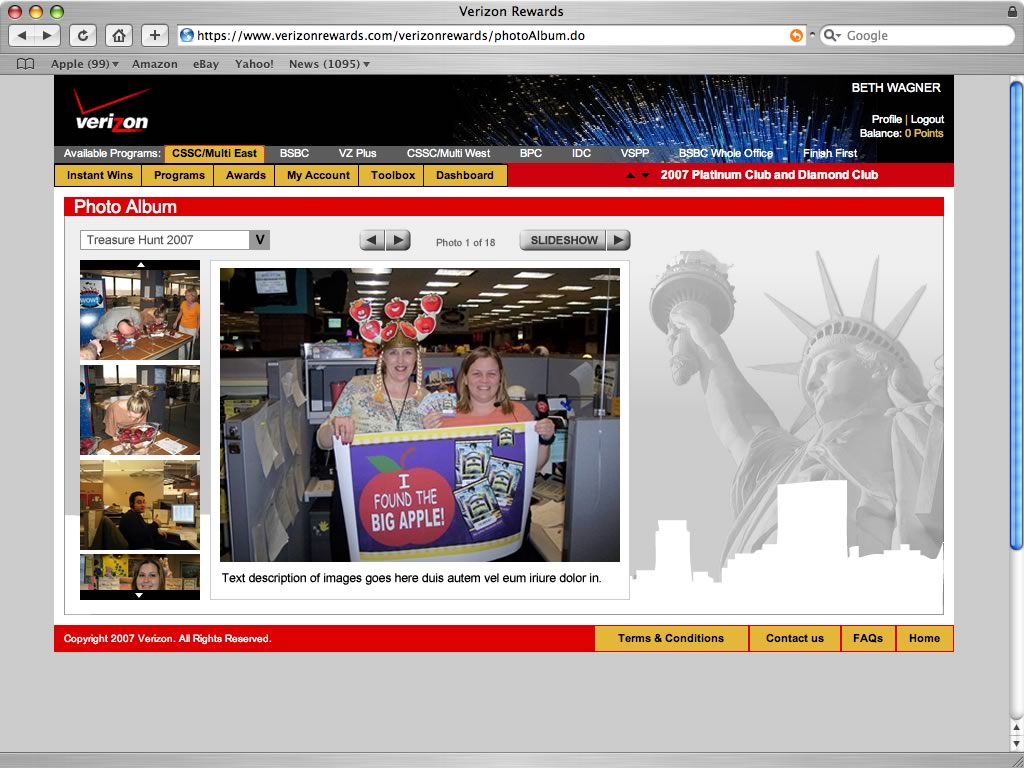 Verizon Rewards
https://www.verizonrewards.com/verizonrewards/photoAlbum.do
Google
Apple (99) Amazon eBay Yahoo! News (1095)
verizon
BETH WAGNER
Profile | Logout
Balance: 0 Points
Available Programs: CSSC/Multi East BSBC VZ Plus CSSC/Multi West BPC IDC VSPP BSBC Whole Office Finish First
Instant Wins Programs Awards My Account Toolbox Dashboard 2007 Platinum Club and Diamond Club
Photo Album
Treasure Hunt 2007 V Photo 1 of 18 SLIDESHOW
WOW!
I
FOUND THE
BIG APPLE!
Text description of images goes here duis autem vel eum iriure dolor in.
Copyright 2007 Verizon. All Rights Reserved. Terms & Conditions Contact us FAQs Home